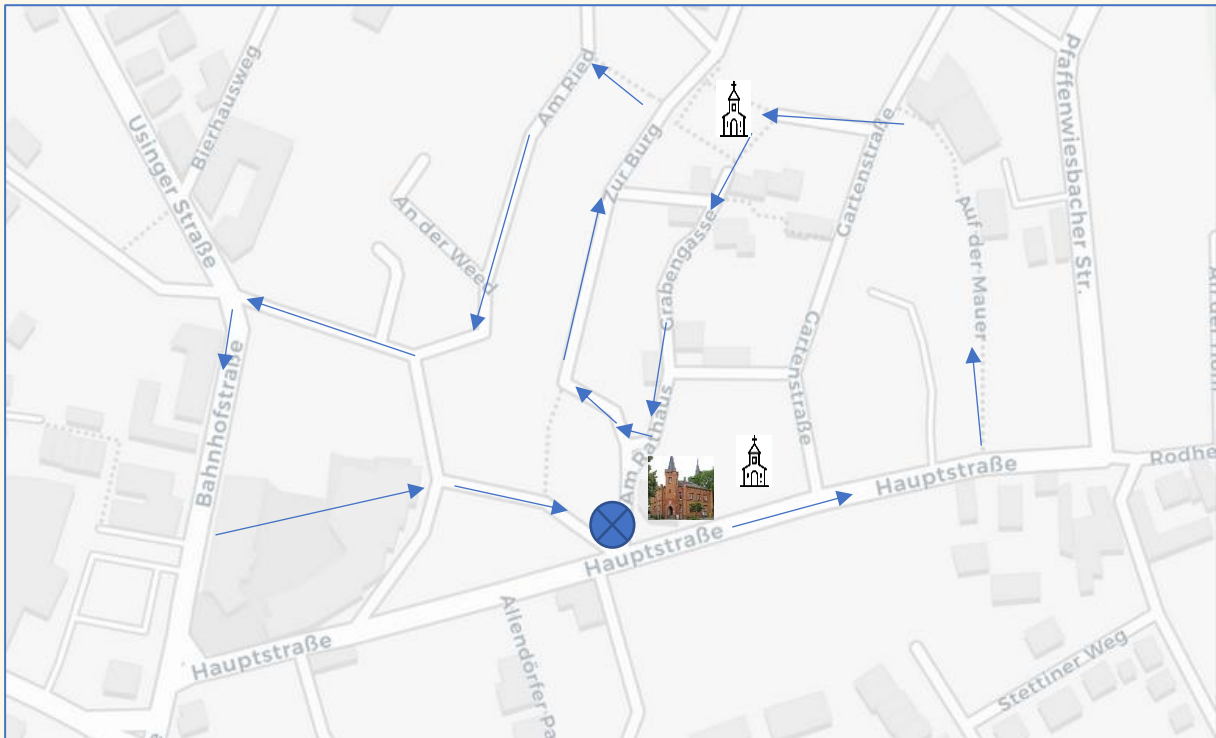 Bierhausweg
Usinger Straße
Am Ried
Zur Burg
An der Weed
Grabengasse
Gartenstraße
Gartenstraße
Auf der Mauer
Pfaffenwiesbacher Str.
Bahnhofstraße
Am Rathaus
Hauptstraße
Hauptstraße
Hauptstraße
Rodhe
Allendörfer Pa
Stettiner Weg